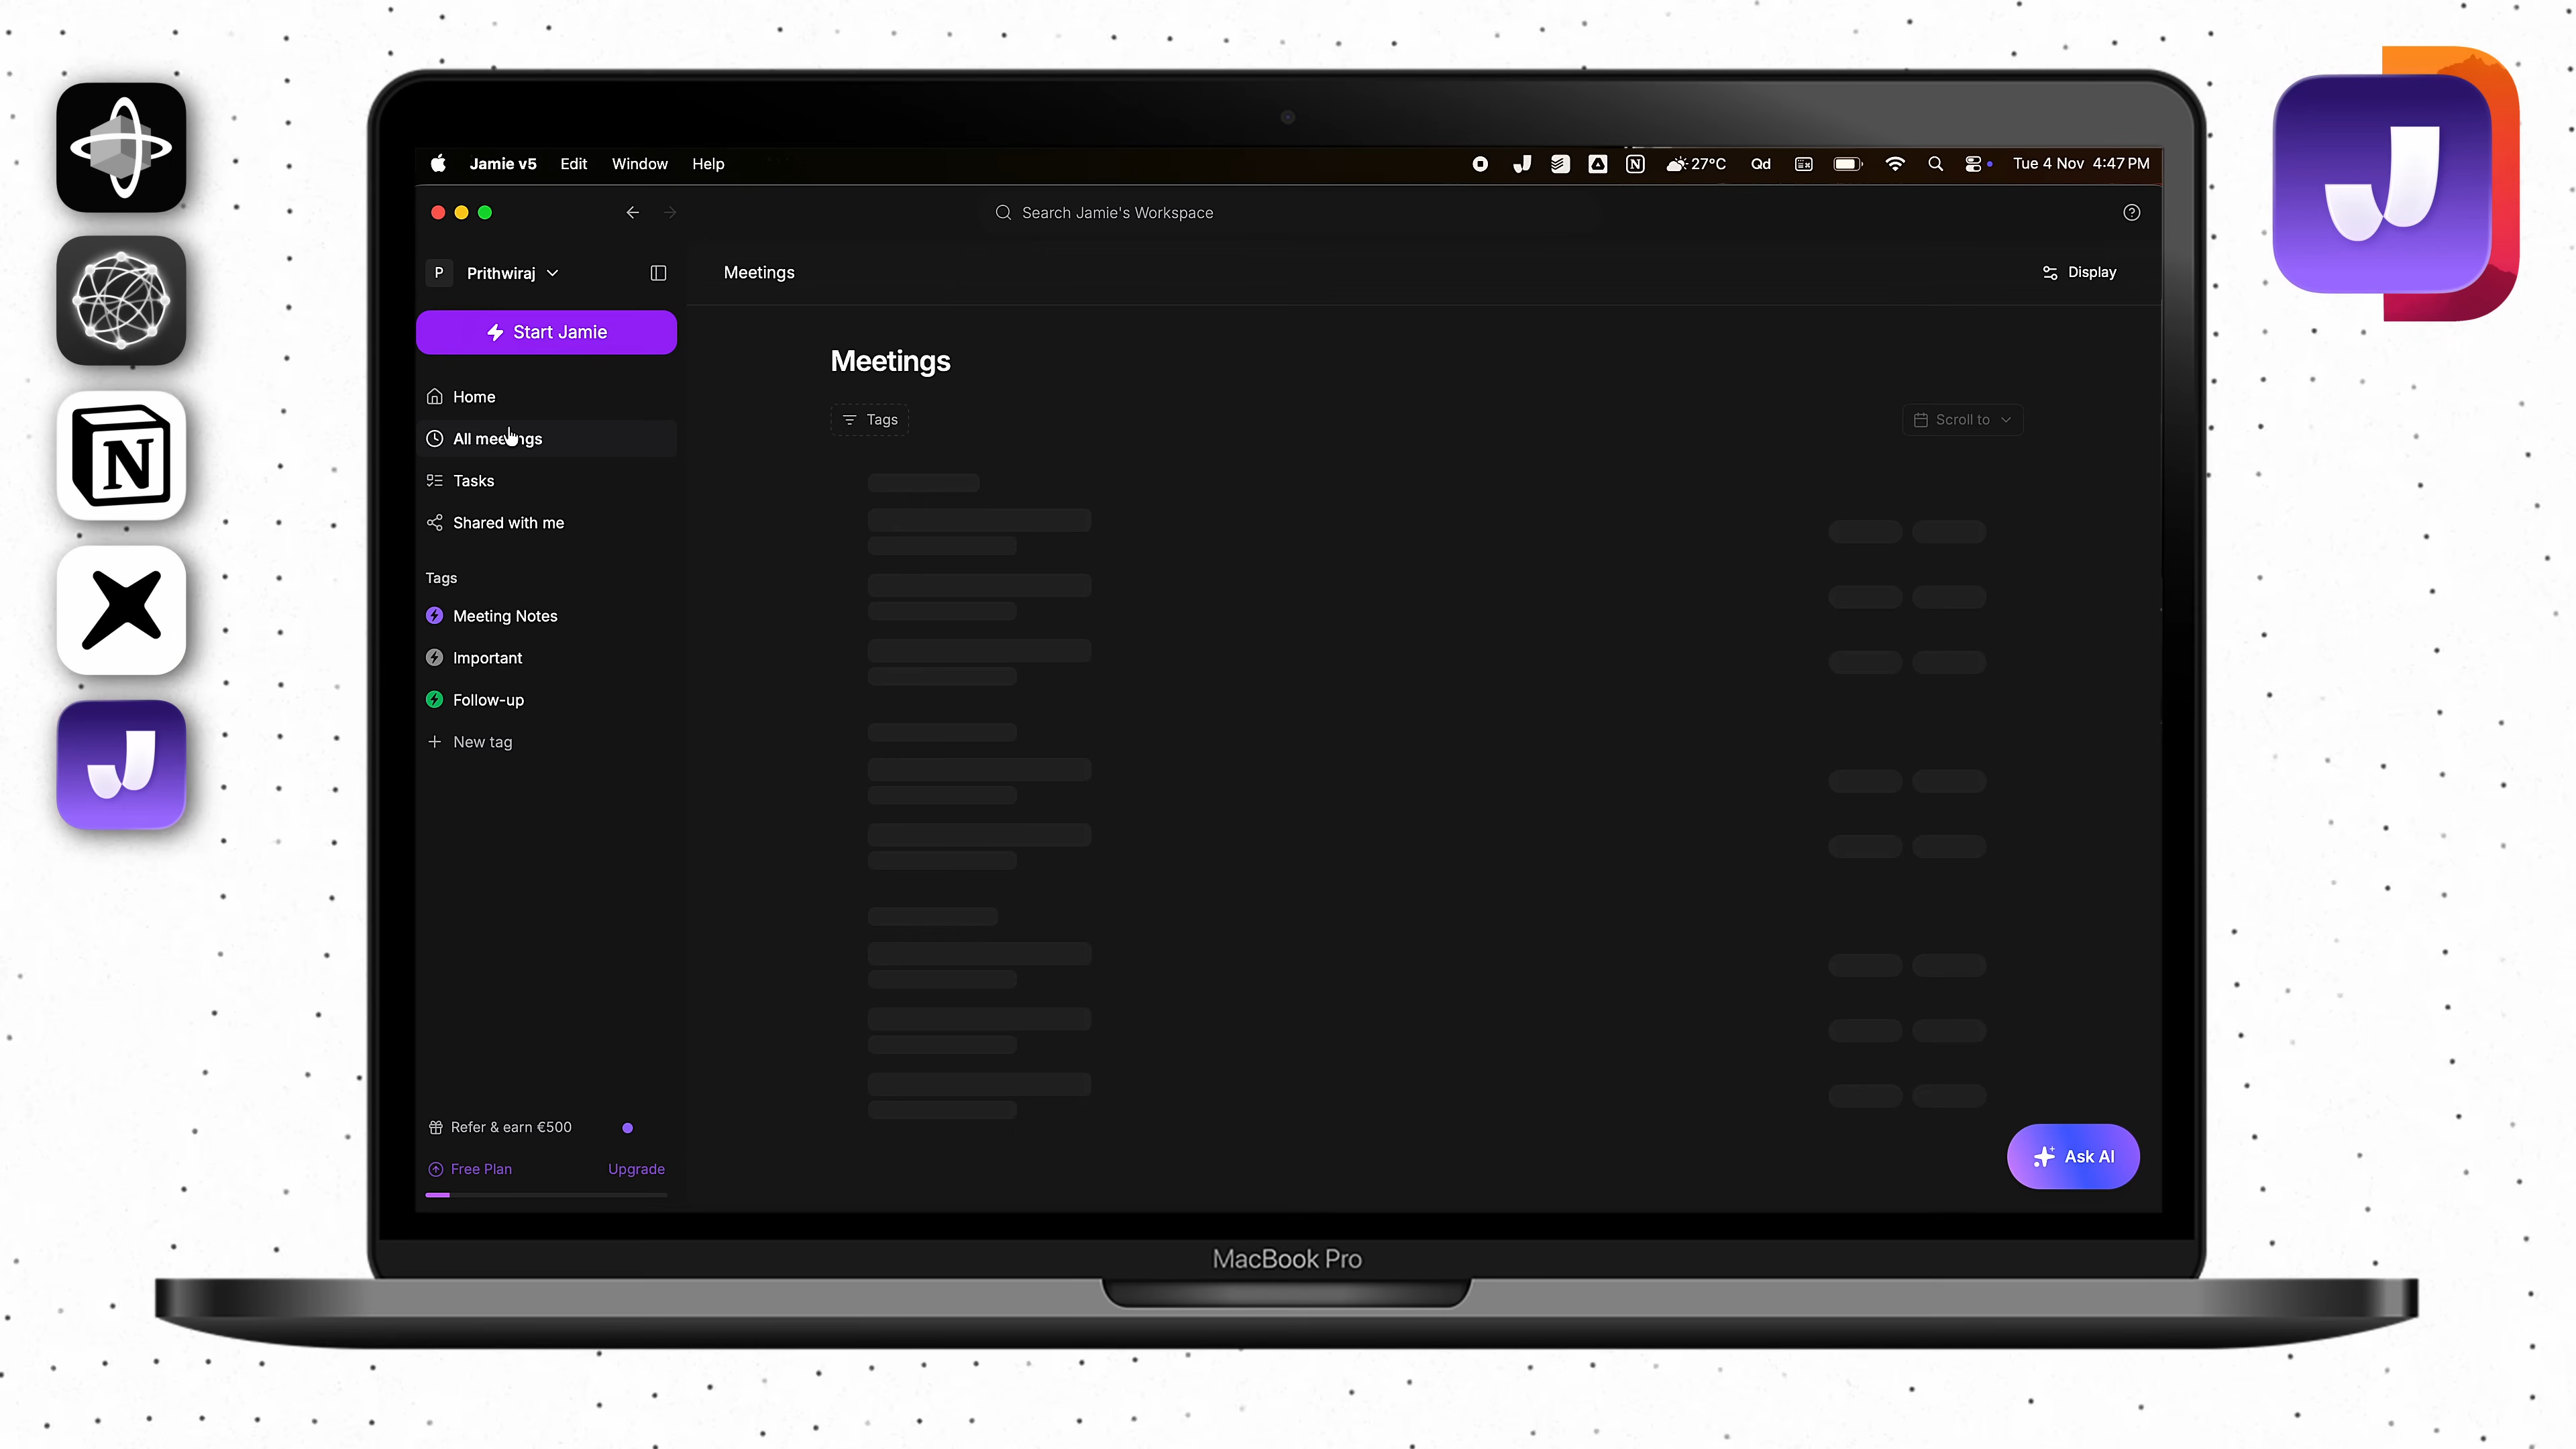 Jamie v5 Edit Window Help 27°C Qd Tue 4 Nov 4:47 PM
Search Jamie's Workspace
P Prithwiraj
Meetings
Display
Start Jamie
Meetings
Home
Tags
Scroll to
All meetings
Tasks
Shared with me
Tags
Meeting Notes
Important
Follow-up
New tag
Refer & earn €500
Free Plan Upgrade
Ask AI
MacBook Pro
N
N
J
J